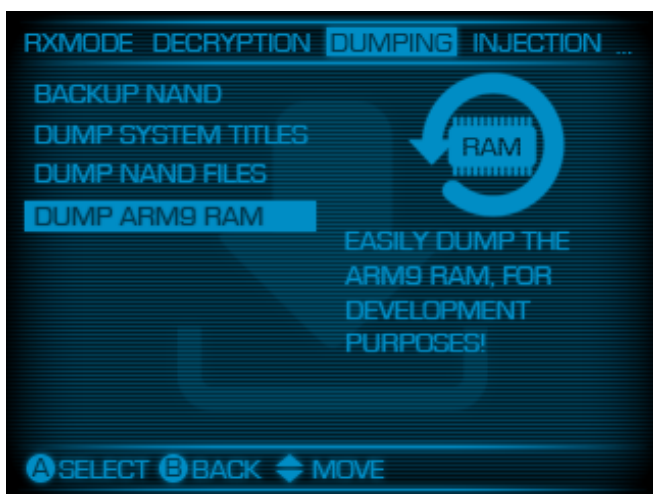 RXMODE DECRYPTION DUMPING INJECTION ...
BACKUP NAND
DUMP SYSTEM TITLES
DUMP NAND FILES
DUMP ARM9 RAM
RAM
EASILY DUMP THE
ARM9 RAM, FOR
DEVELOPMENT
PURPOSES!
A SELECT B BACK MOVE